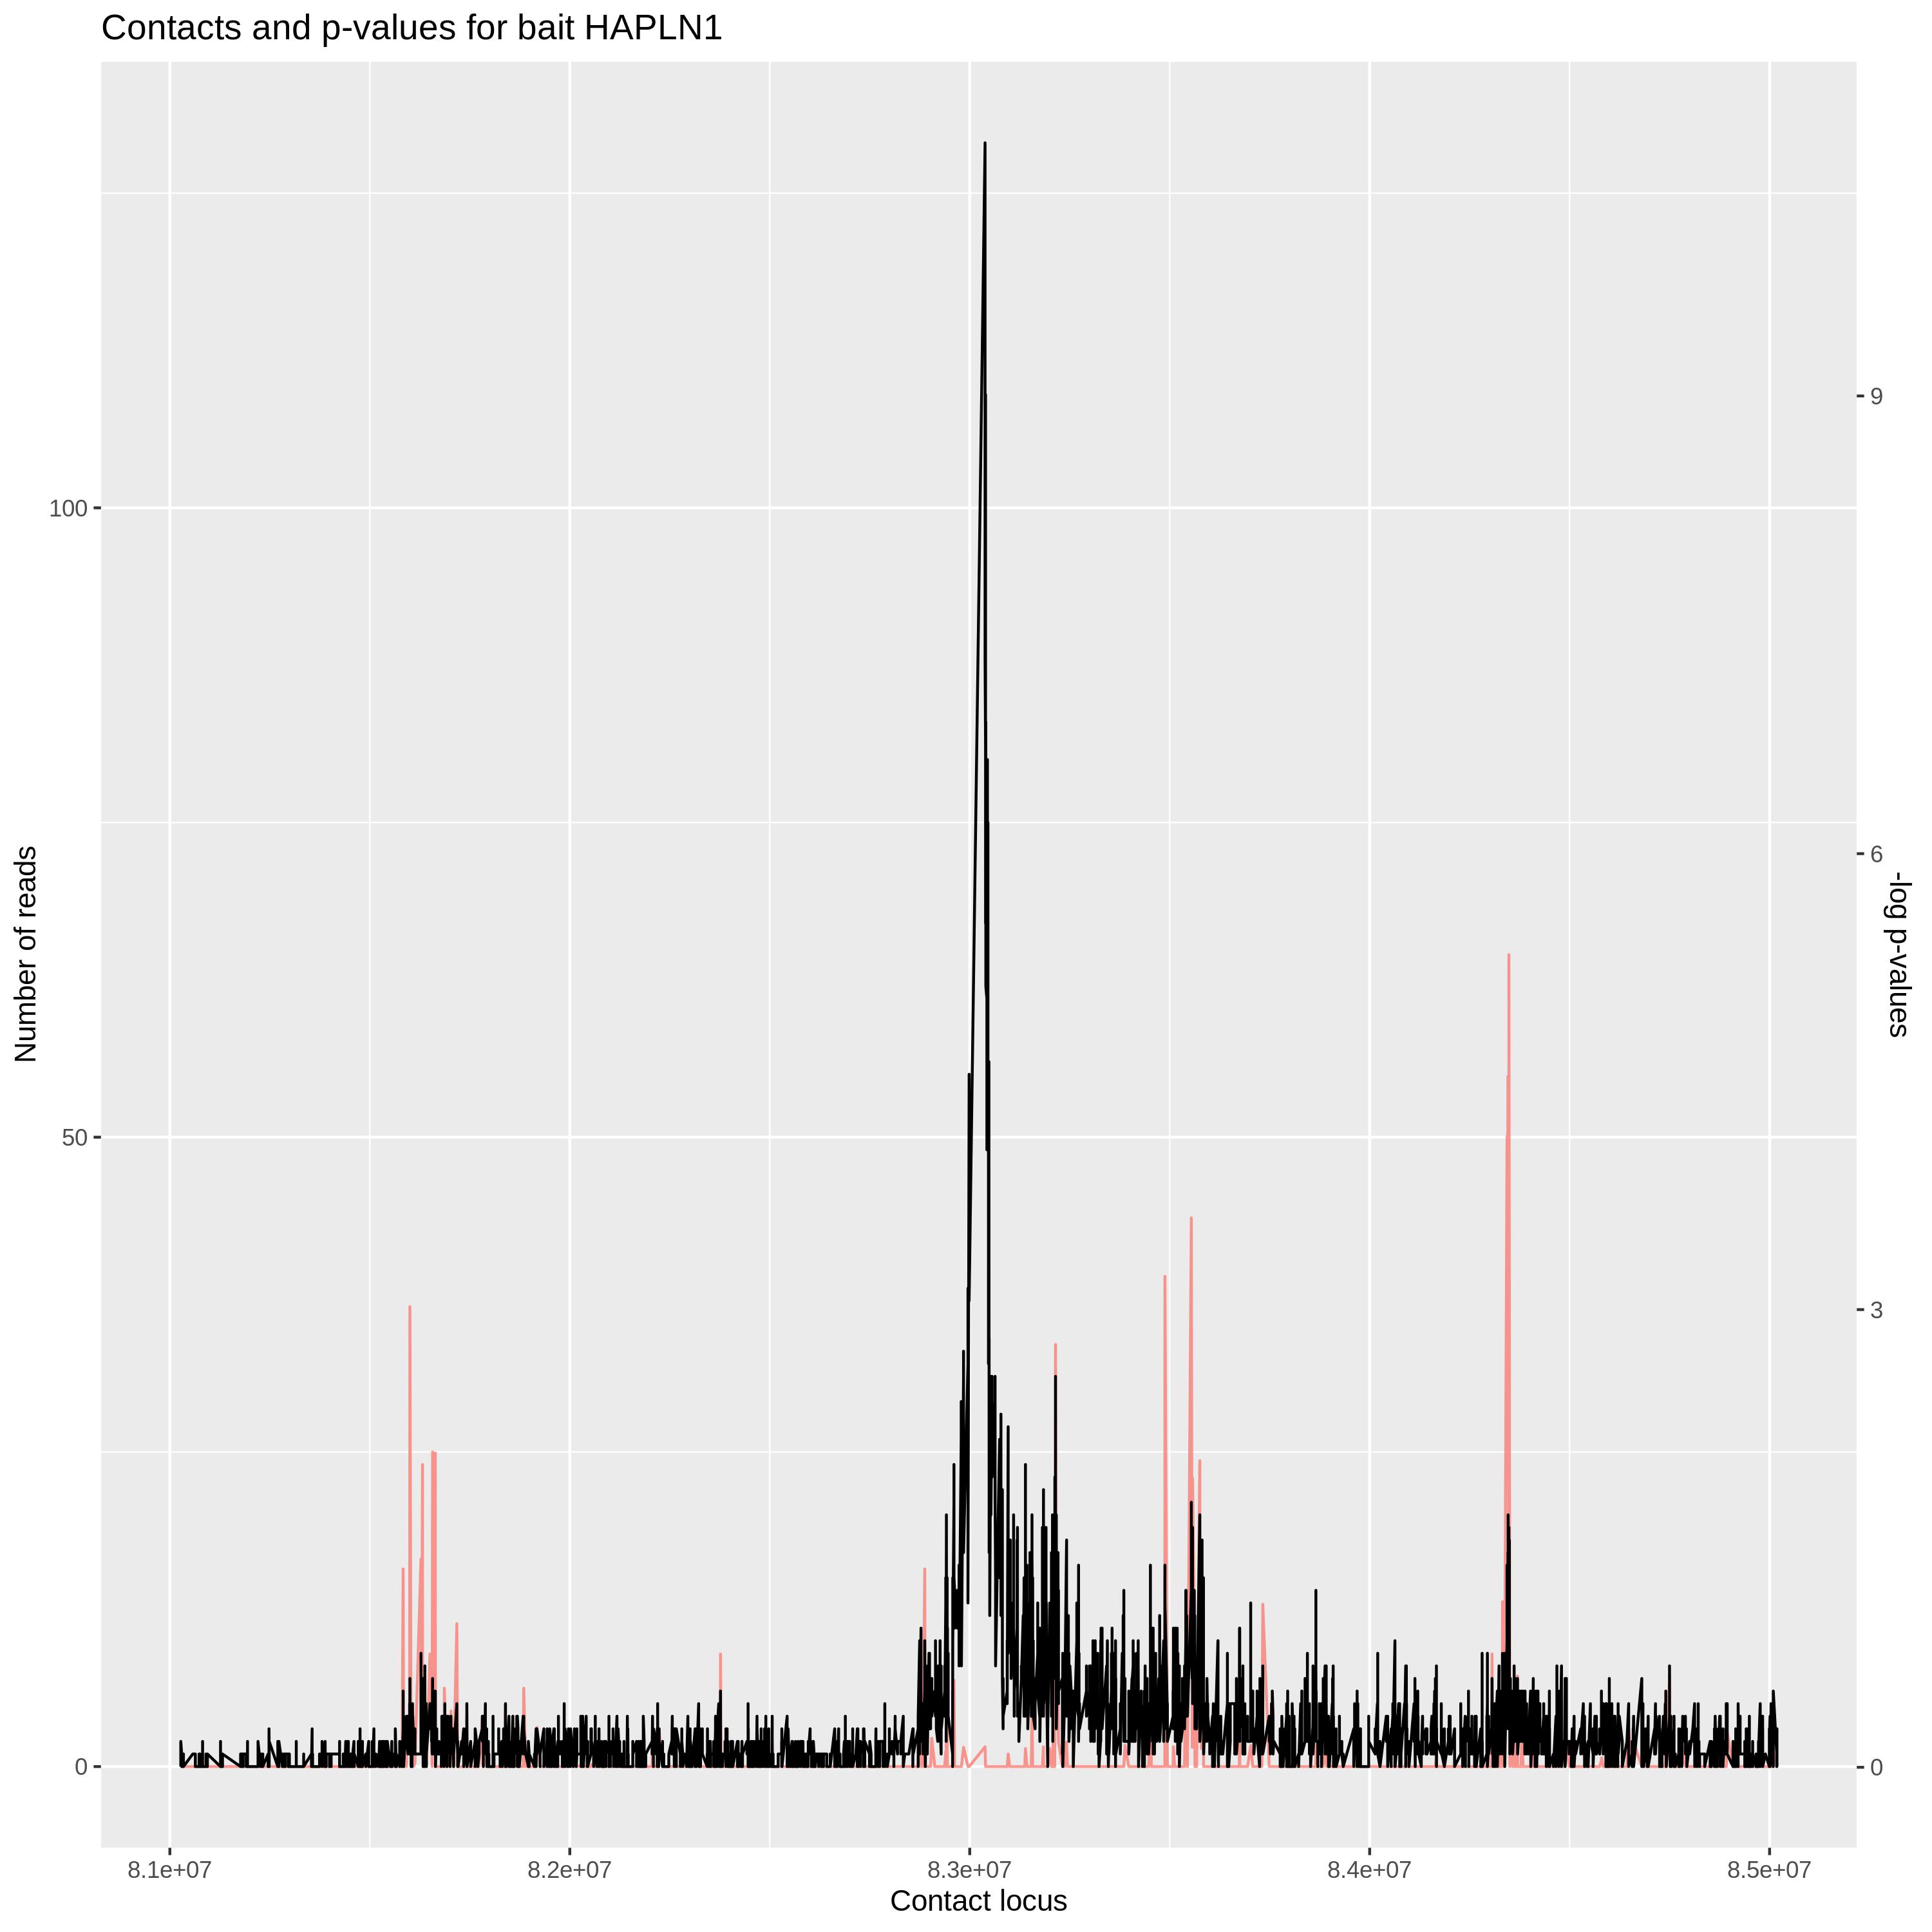 Contacts and p-values for bait HAPLN1
Number of reads
100
50
0
9
6
3
0
-log p-values
8.1e+07 8.2e+07 8.3e+07 8.4e+07 8.5e+07
Contact locus